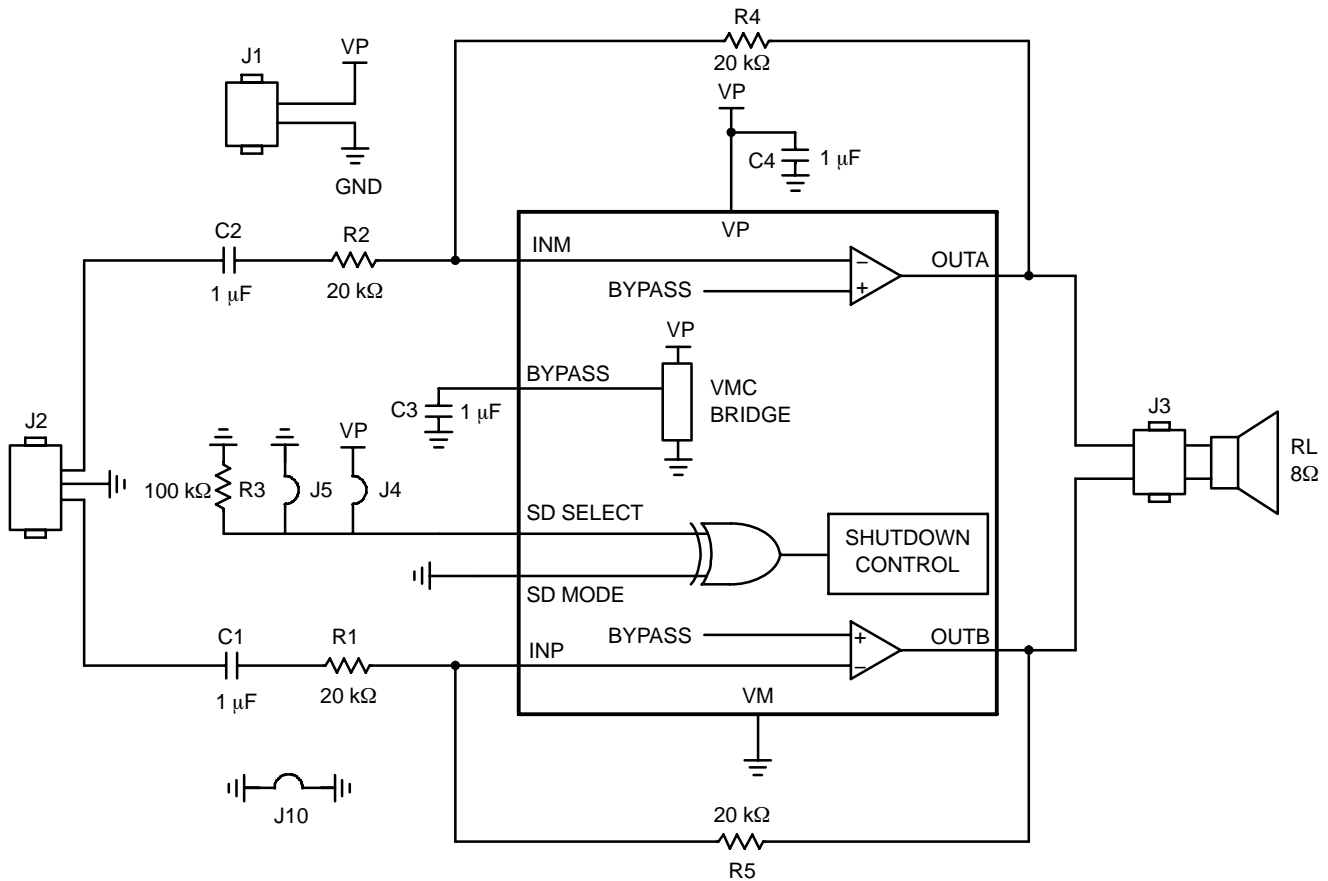 R4
20 kΩ
J1
VP
GND
VP
C4
1 μF
C2
1 μF
R2
20 kΩ
VP
INM
OUTA
−
+
BYPASS
VP
BYPASS
VMC
BRIDGE
C3
1 μF
J2
J3
RL
8Ω
100 kΩ
R3
J5
VP
J4
SD SELECT
SD MODE
SHUTDOWN
CONTROL
BYPASS
+
−
INP
OUTB
C1
1 μF
R1
20 kΩ
VM
J10
20 kΩ
R5